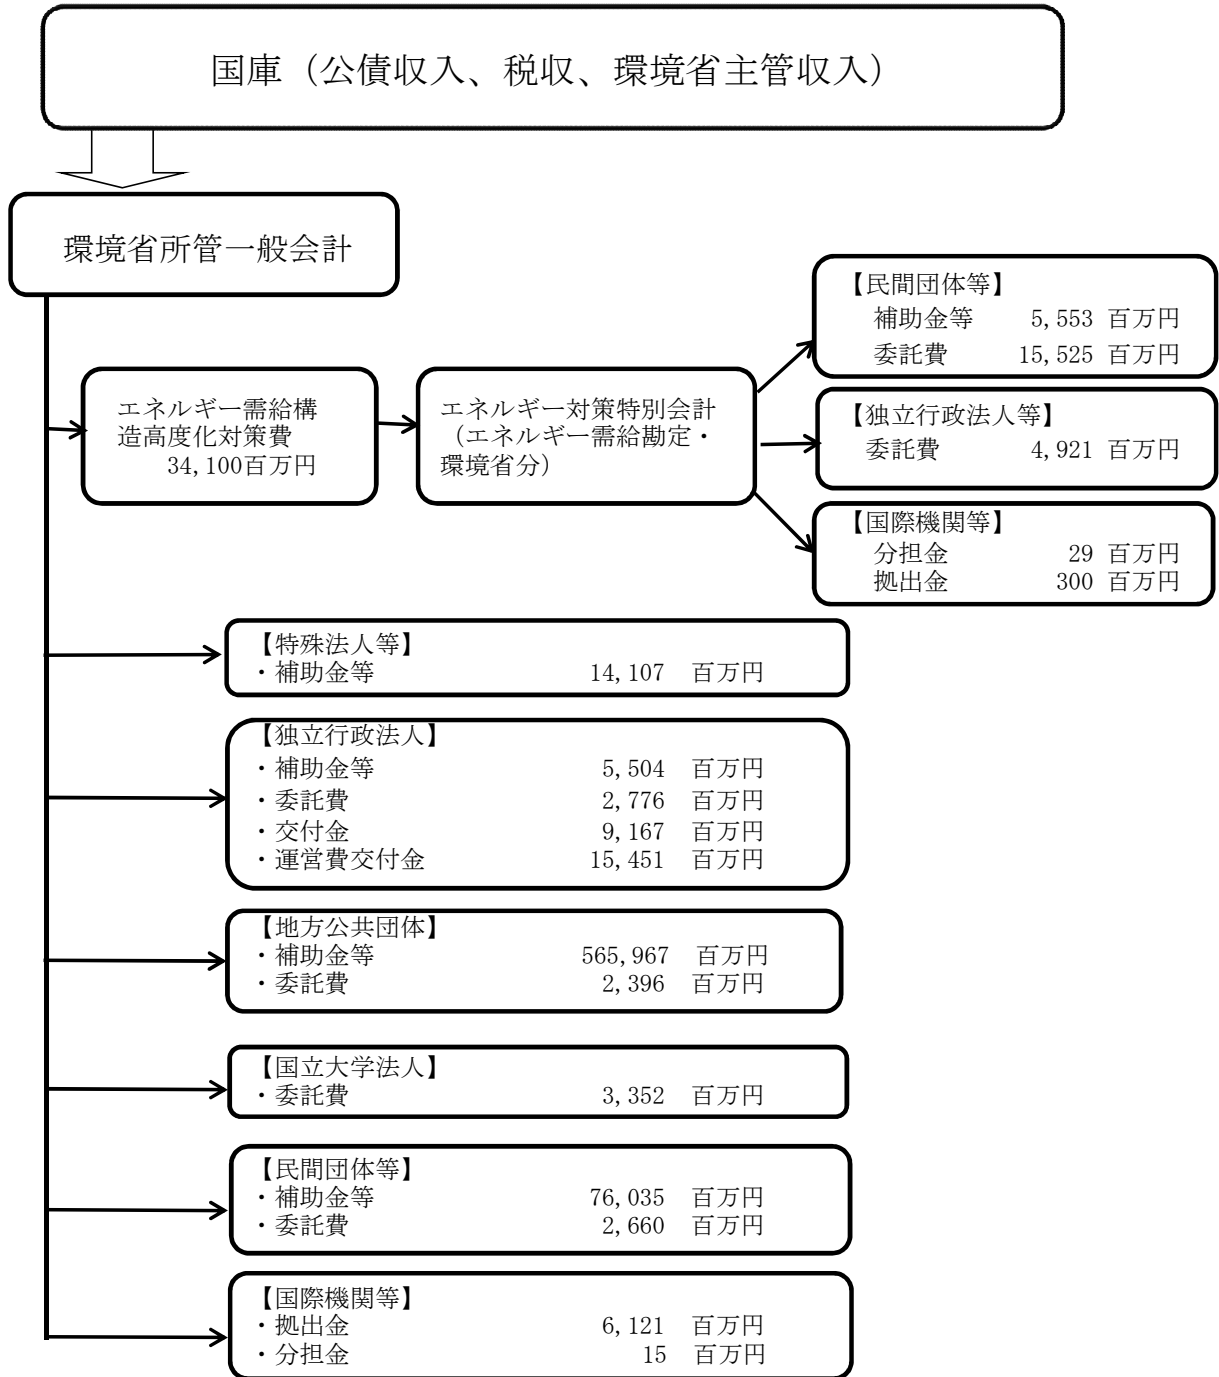 国庫（公債収入、税収、環境省主管収入）
環境省所管一般会計
エネルギー需給構
造高度化対策費
34,100百万円
エネルギー対策特別会計
（エネルギー需給勘定・
環境省分）
【民間団体等】
補助金等 5,553 百万円
委託費 15,525 百万円
【独立行政法人等】
委託費 4,921 百万円
【国際機関等】
分担金 29 百万円
拠出金 300 百万円
【特殊法人等】
・補助金等 14,107 百万円
【独立行政法人】
・補助金等 5,504 百万円
・委託費 2,776 百万円
・交付金 9,167 百万円
・運営費交付金 15,451 百万円
【地方公共団体】
・補助金等 565,967 百万円
・委託費 2,396 百万円
【国立大学法人】
・委託費 3,352 百万円
【民間団体等】
・補助金等 76,035 百万円
・委託費 2,660 百万円
【国際機関等】
・拠出金 6,121 百万円
・分担金 15 百万円